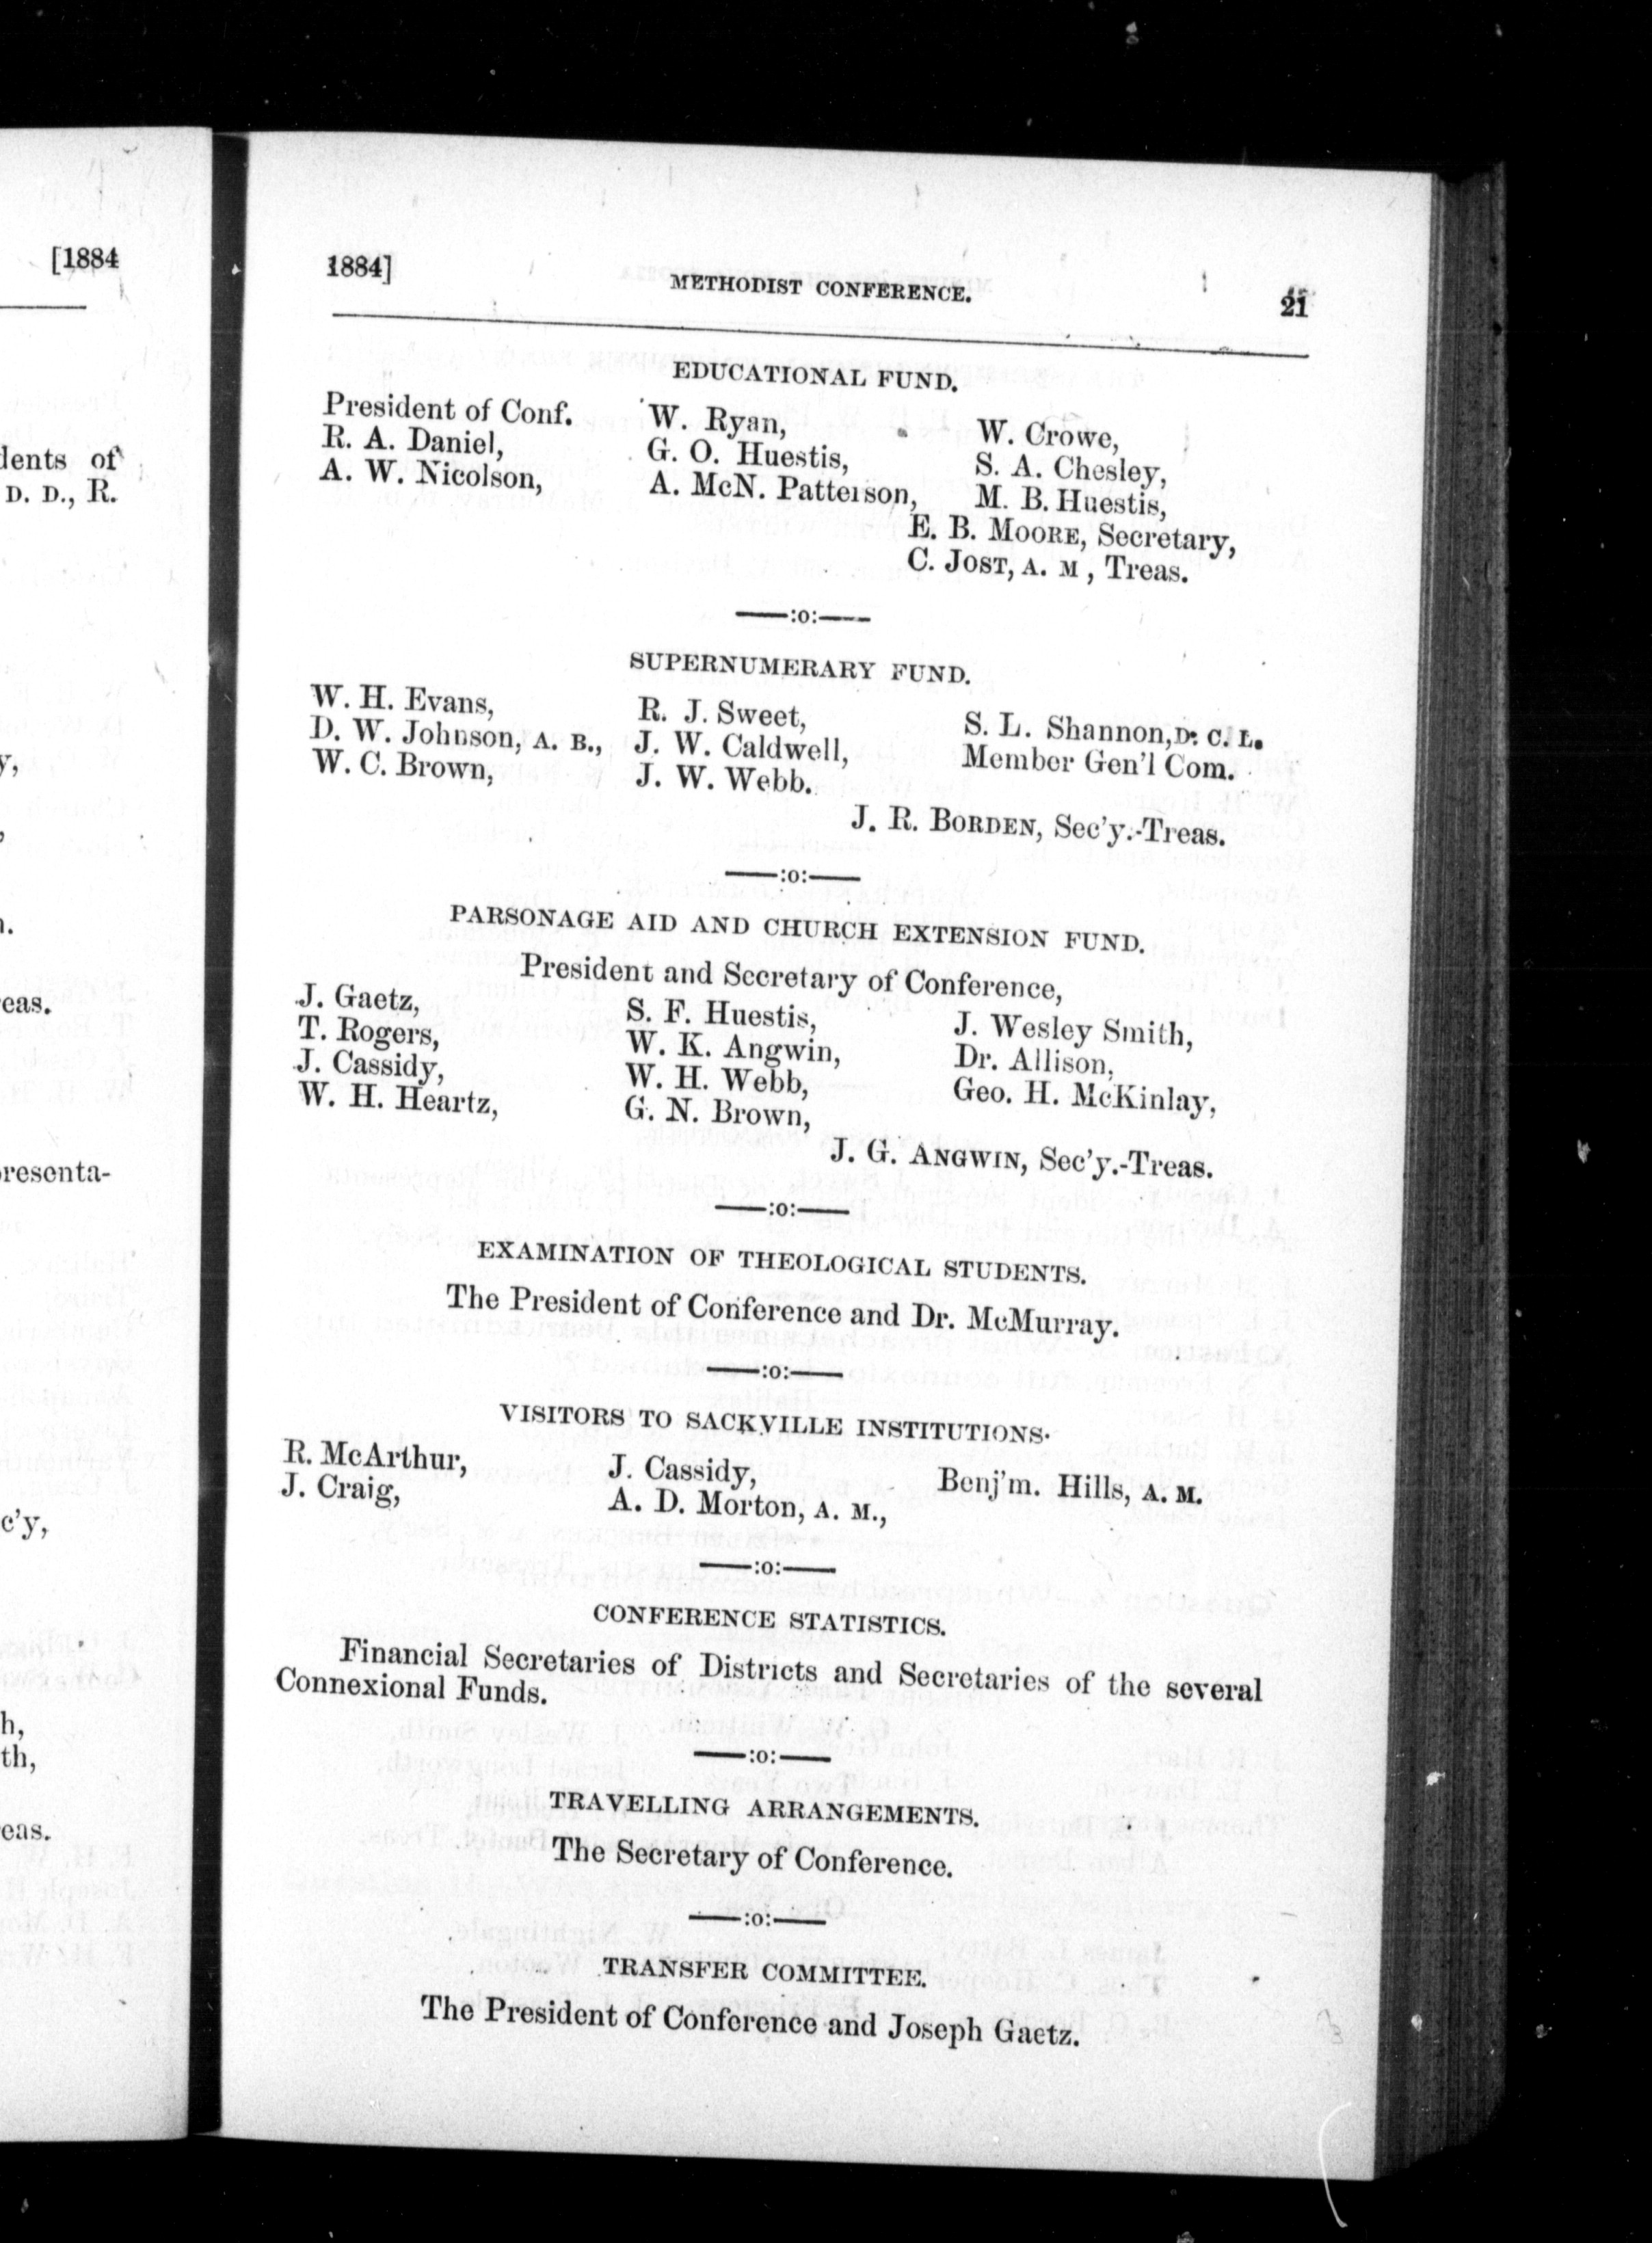 [1884
dents of
D. D., R.
y,
n.
eas.
resenta-
c'y,
h,
th,
eas.
1884] METHODIST CONFERENCE. 21
EDUCATIONAL FUND.
President of Conf. W. Ryan, W. Crowe,
R. A. Daniel, G. O. Huestis, S. A. Chesley,
A. W. Nicolson, A. McN. Patterson, M. B. Huestis,
E. B. MOORE, Secretary,
C. JOST, A. M, Treas.
——:o:——
SUPERNUMERARY FUND.
W. H. Evans, R. J. Sweet, S. L. Shannon, D. C. L.
D. W. Johnson, A. B., J. W. Caldwell, Member Gen'l Com.
W. C. Brown, J. W. Webb.
J. R. BORDEN, Sec'y.-Treas.
——:o:——
PARSONAGE AID AND CHURCH EXTENSION FUND.
President and Secretary of Conference,
J. Gaetz, S. F. Huestis, J. Wesley Smith,
T. Rogers, W. K. Angwin, Dr. Allison,
J. Cassidy, W. H. Webb, Geo. H. McKinlay,
W. H. Heartz, G. N. Brown,
J. G. ANGWIN, Sec'y.-Treas.
——:o:——
EXAMINATION OF THEOLOGICAL STUDENTS.
The President of Conference and Dr. McMurray.
——:o:——
VISITORS TO SACKVILLE INSTITUTIONS.
R. McArthur, J. Cassidy, Benj'm. Hills, A. M.
J. Craig, A. D. Morton, A. M.,
——:o:——
CONFERENCE STATISTICS.
Financial Secretaries of Districts and Secretaries of the several
Connexional Funds.
——:o:——
TRAVELLING ARRANGEMENTS.
The Secretary of Conference.
——:o:——
TRANSFER COMMITTEE.
The President of Conference and Joseph Gaetz.